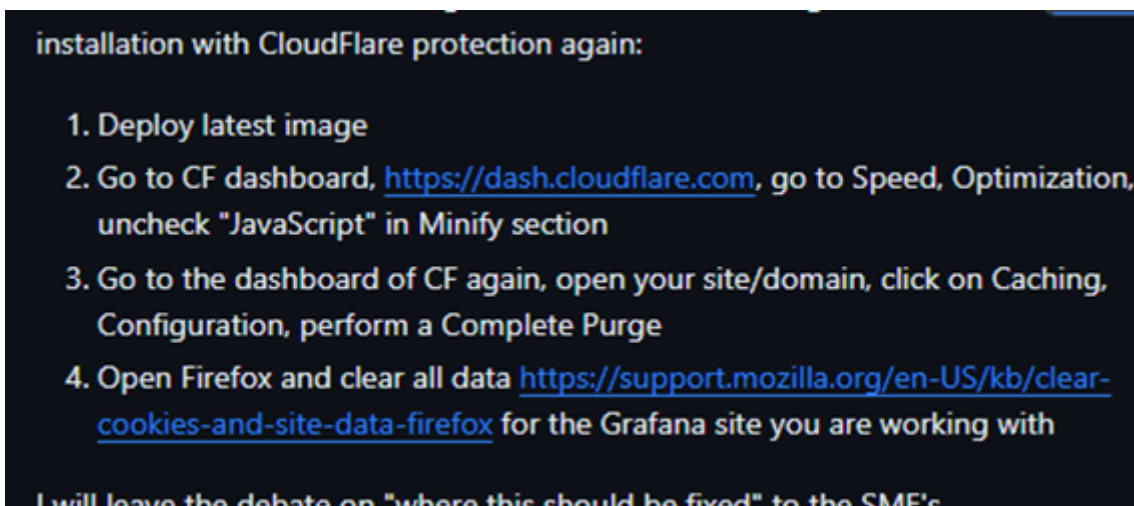 installation with CloudFlare protection again:
1. Deploy latest image
2. Go to CF dashboard, https://dash.cloudflare.com, go to Speed, Optimization,
uncheck "JavaScript" in Minify section
3. Go to the dashboard of CF again, open your site/domain, click on Caching,
Configuration, perform a Complete Purge
4. Open Firefox and clear all data https://support.mozilla.org/en-US/kb/clear-
cookies-and-site-data-firefox for the Grafana site you are working with
I will leave the debate on "where this should be fixed" to the SME's